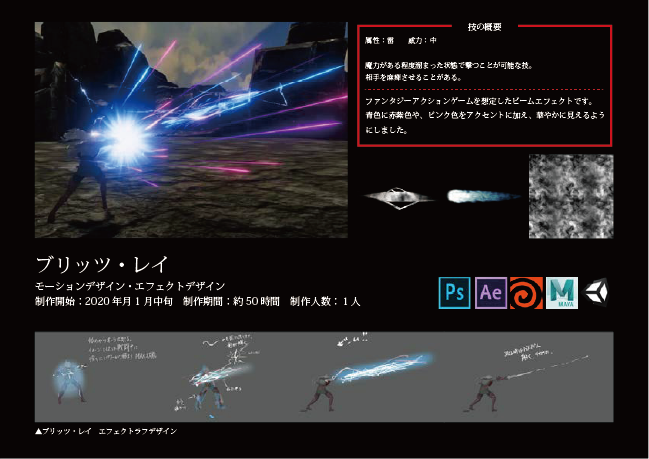 技の概要
属性：雷　威力：中
魔力がある程度溜まった状態で撃つことが可能な技。
相手を麻痺させることがある。
ファンタジーアクションゲームを想定したビームエフェクトです。
青色に赤紫色や、ピンク色をアクセントに加え、華やかに見えるよう
にしました。
ブリッツ・レイ
モーションデザイン・エフェクトデザイン
制作開始：2020年月1月中旬　制作期間：約50時間　制作人数：1人
Ps
Ae
M
MAYA
▲ブリッツ・レイ　エフェクトラフデザイン